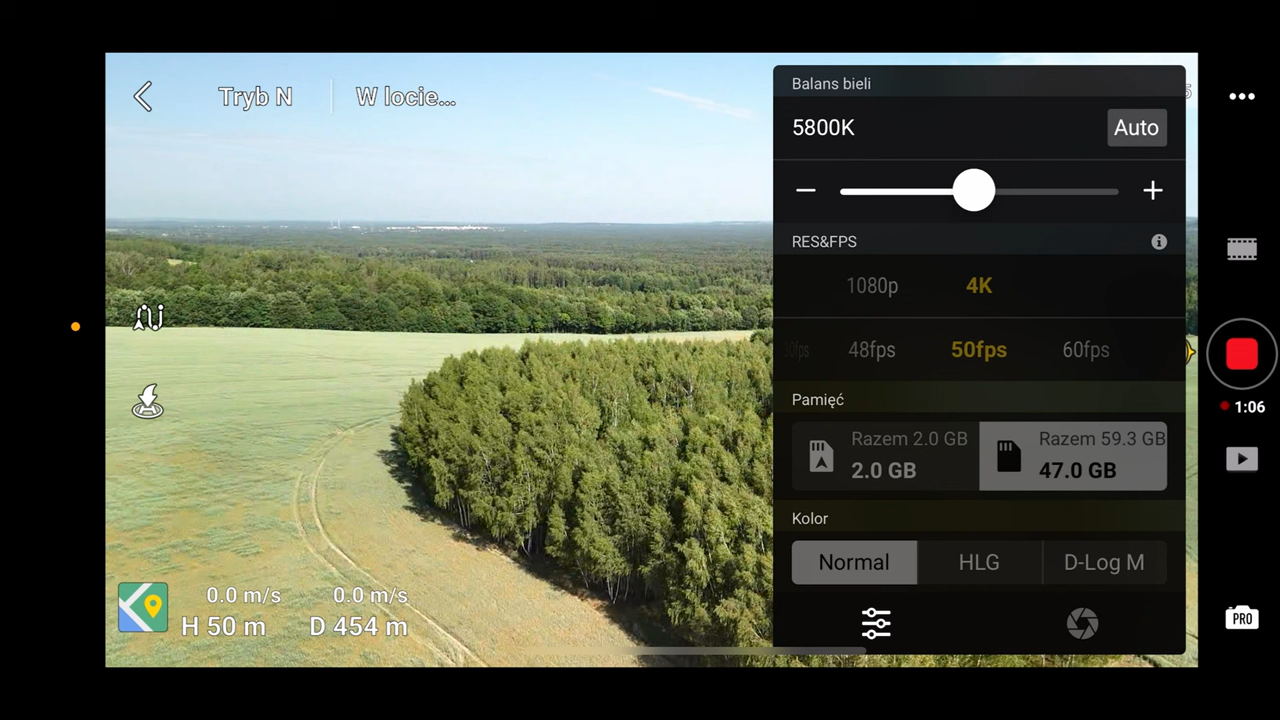 Tryb N
W locie...
Balans bieli
5800K
Auto
RES&FPS
1080p
4K
30fps
48fps
50fps
60fps
1:06
Pamięć
Razem 2.0 GB
2.0 GB
Razem 59.3 GB
47.0 GB
Kolor
Normal
HLG
D-Log M
0.0 m/s
0.0 m/s
H 50 m
D 454 m
PRO